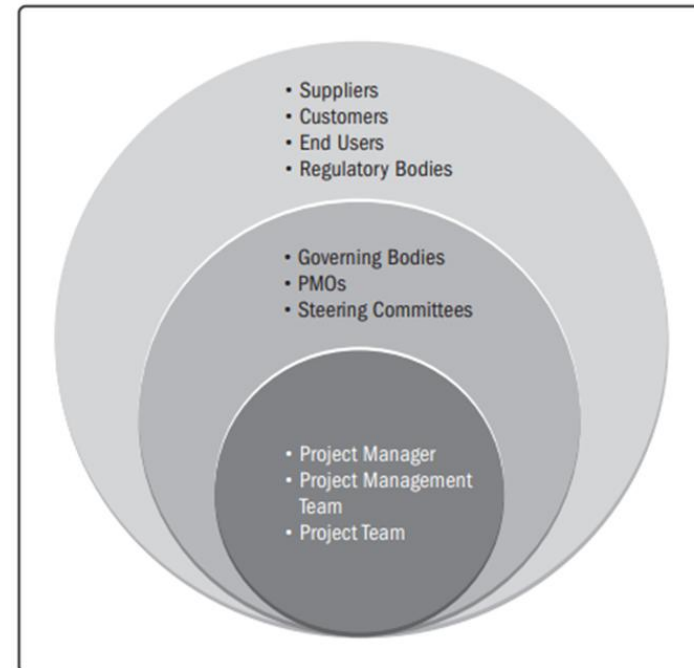 • Suppliers
• Customers
• End Users
• Regulatory Bodies
• Governing Bodies
• PMOs
• Steering Committees
• Project Manager
• Project Management
Team
• Project Team